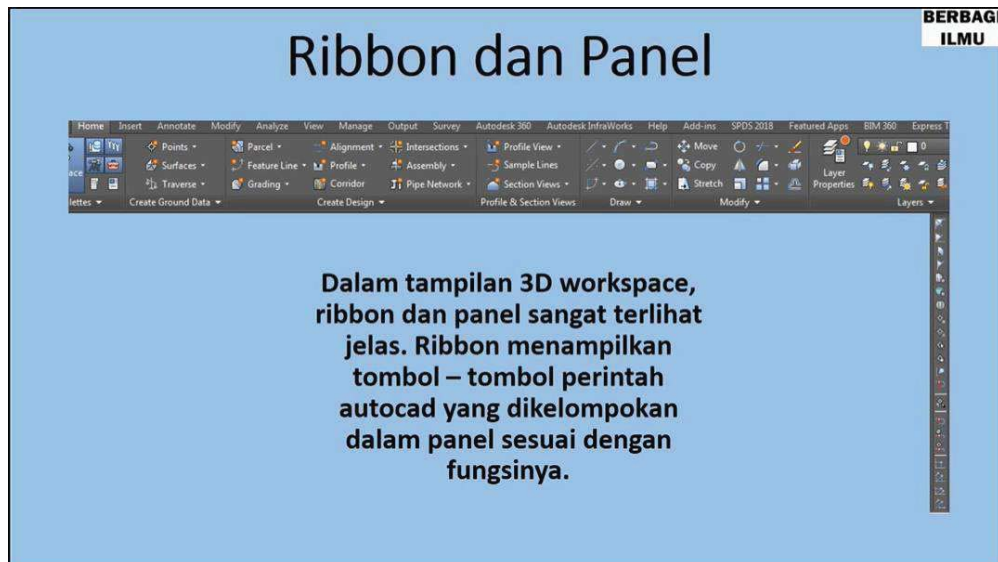 BERBAGI
ILMU
Ribbon dan Panel
Home Insert Annotate Modify Analyze View Manage Output Survey Autodesk 360 Autodesk InfraWorks Help Add-ins SPDS 2018 Featured Apps BIM 360 Express T
Points Parcel Alignment Intersections Profile View Move
Surfaces Feature Line Profile Assembly Sample Lines Copy
Traverse Grading Corridor Pipe Network Section Views Stretch
0
Layer
Properties
ace
lettes Create Ground Data Create Design Profile & Section Views Draw Modify Layers
Dalam tampilan 3D workspace,
ribbon dan panel sangat terlihat
jelas. Ribbon menampilkan
tombol – tombol perintah
autocad yang dikelompokan
dalam panel sesuai dengan
fungsinya.